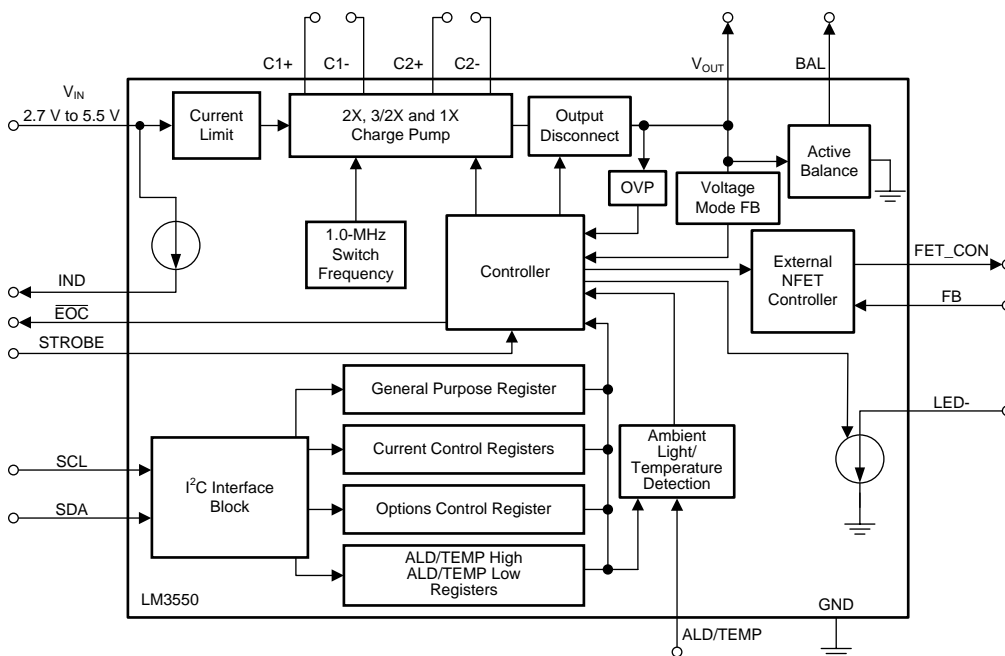 C1+
C1-
C2+
C2-
VOUT
BAL
VIN
2.7 V to 5.5 V
Current
Limit
2X, 3/2X and 1X
Charge Pump
Output
Disconnect
Active
Balance
OVP
Voltage
Mode FB
1.0-MHz
Switch
Frequency
Controller
External
NFET
Controller
FET_CON
FB
IND
EOC
STROBE
General Purpose Register
LED-
Current Control Registers
Ambient
Light/
Temperature
Detection
SCL
I2C Interface
Block
SDA
Options Control Register
ALD/TEMP High
ALD/TEMP Low
Registers
LM3550
GND
ALD/TEMP